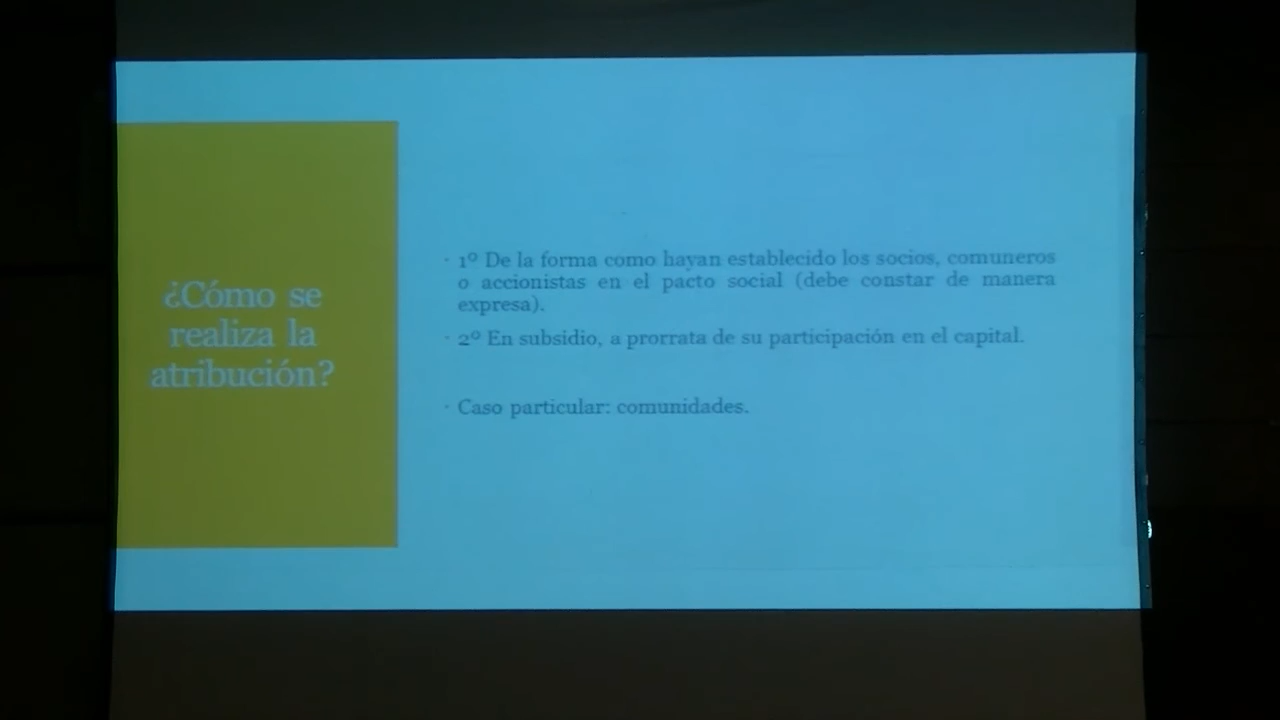 ¿Cómo se
realiza la
atribución?
· 1º De la forma como hayan establecido los socios, comuneros
o accionistas en el pacto social (debe constar de manera
expresa).
· 2º En subsidio, a prorrata de su participación en el capital.
· Caso particular: comunidades.